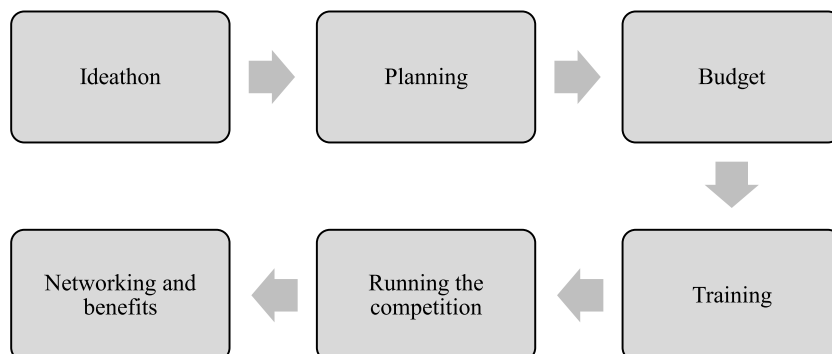 Ideathon
Planning
Budget
Training
Running the
competition
Networking and
benefits